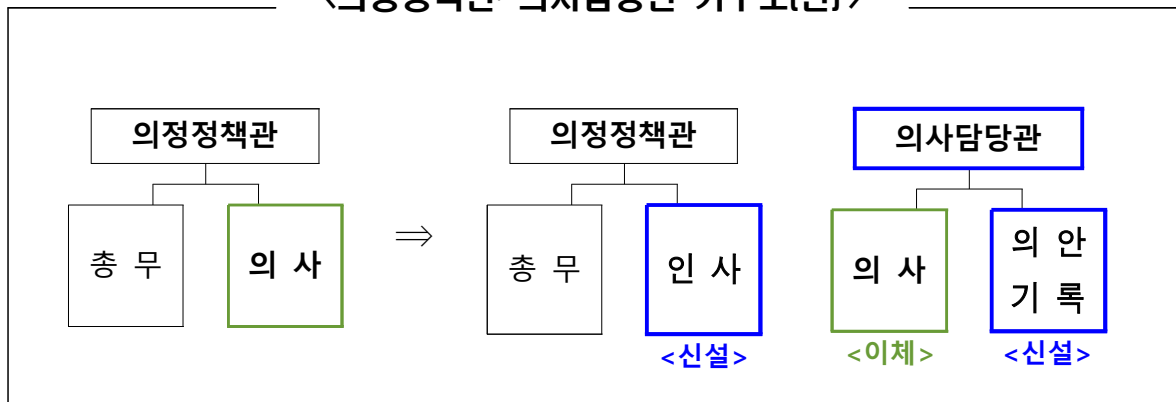 의정정책관 의정정책관 의사담당관
총 무 의 사 ⇒ 총 무 인 사 의 사 의 안
기 록
<신설> <이체> <신설>